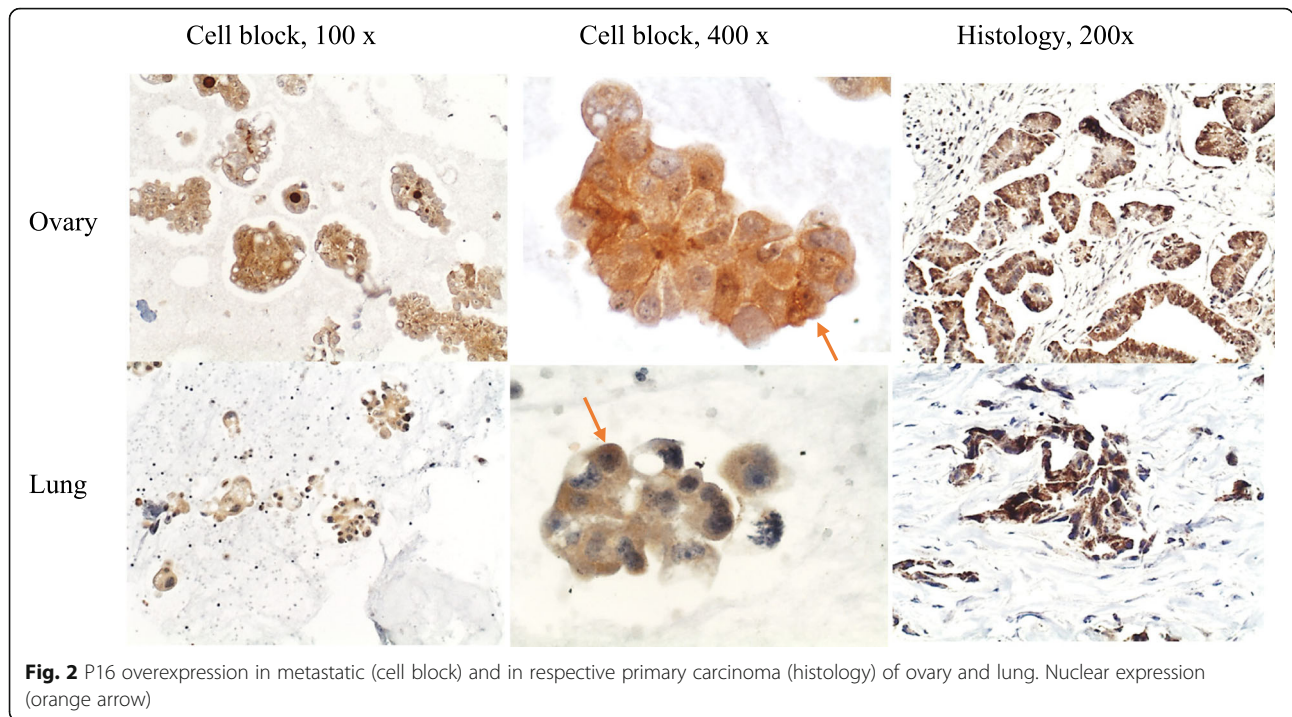 Cell block, 100 x
Cell block, 400 x
Histology, 200x
Ovary
Lung
Fig. 2 P16 overexpression in metastatic (cell block) and in respective primary carcinoma (histology) of ovary and lung. Nuclear expression
(orange arrow)